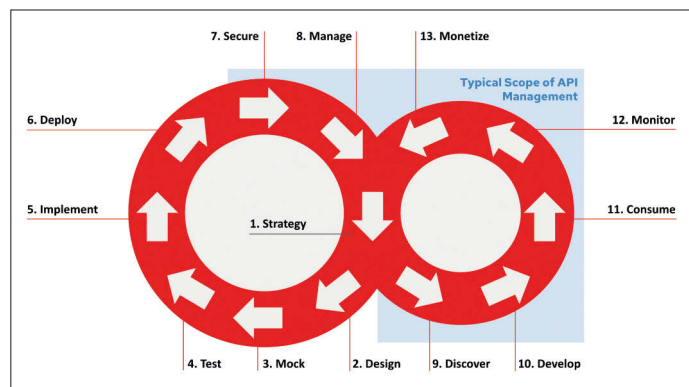 7. Secure
8. Manage
13. Monetize
Typical Scope of API
Management
6. Deploy
12. Monitor
5. Implement
11. Consume
1. Strategy
4. Test
3. Mock
2. Design
9. Discover
10. Develop